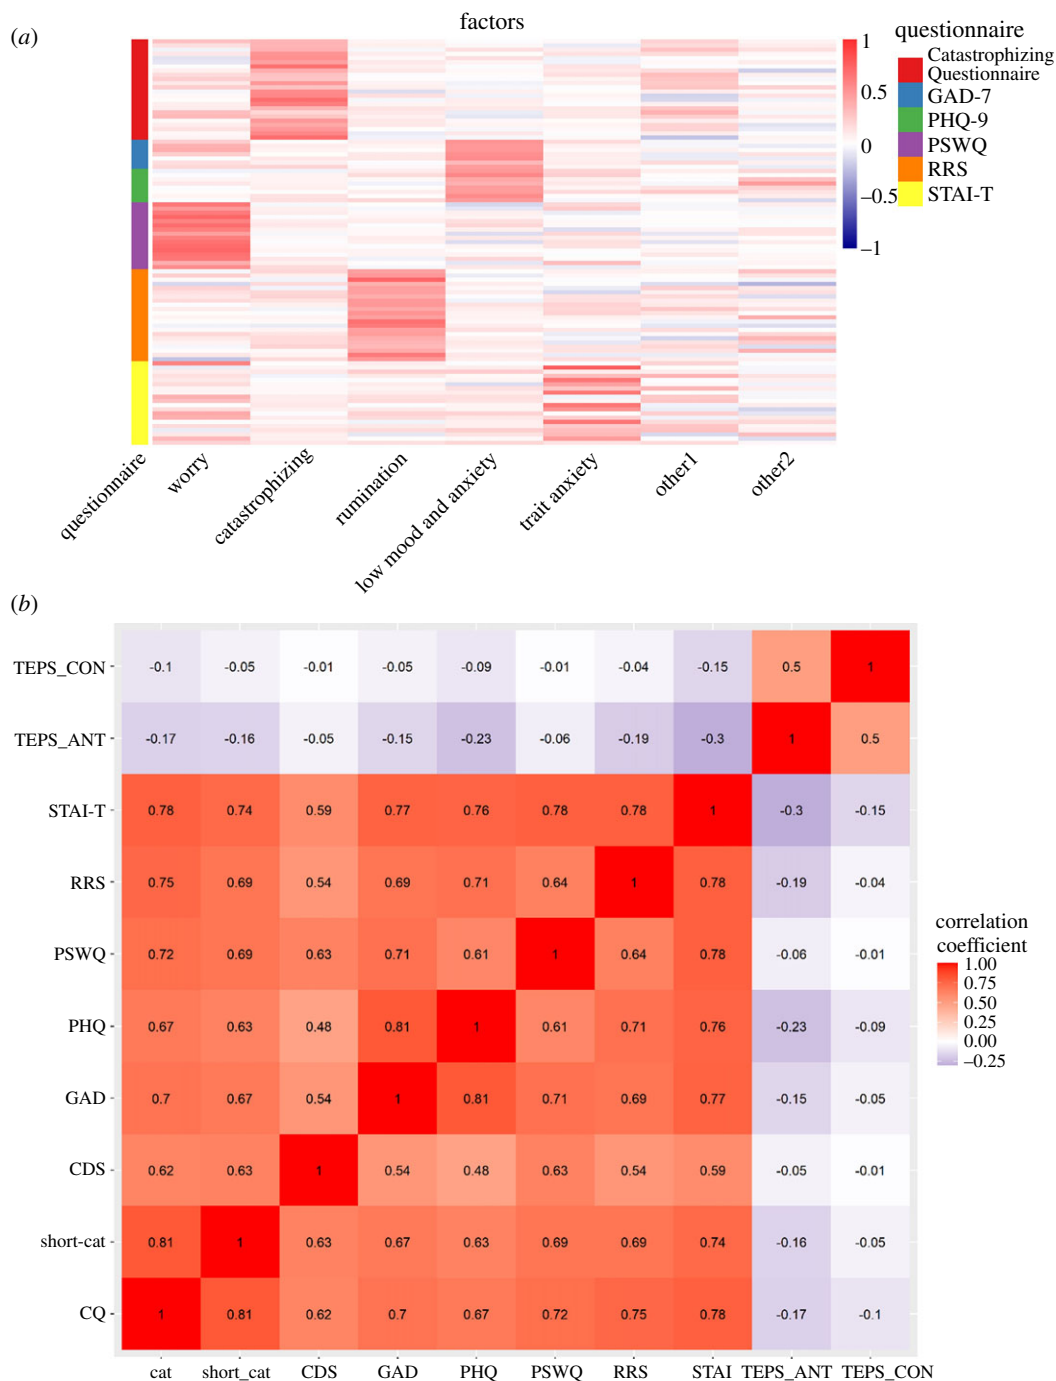 (a)
factors
questionnaire
Catastrophizing
Questionnaire
GAD-7
PHQ-9
PSWQ
RRS
STAI-T
1
0.5
0
–0.5
–1
questionnaire
worry
catastrophizing
rumination
low mood and anxiety
trait anxiety
other1
other2
(b)
TEPS_CON -0.1 -0.05 -0.01 -0.05 -0.09 -0.01 -0.04 -0.15 0.5 1
TEPS_ANT -0.17 -0.16 -0.05 -0.15 -0.23 -0.06 -0.19 -0.3 1 0.5
STAI-T 0.78 0.74 0.59 0.77 0.76 0.78 0.78 1 -0.3 -0.15
RRS 0.75 0.69 0.54 0.69 0.71 0.64 1 0.78 -0.19 -0.04
PSWQ 0.72 0.69 0.63 0.71 0.61 1 0.64 0.78 -0.06 -0.01
PHQ 0.67 0.63 0.48 0.81 1 0.61 0.71 0.76 -0.23 -0.09
GAD 0.7 0.67 0.54 1 0.81 0.71 0.69 0.77 -0.15 -0.05
CDS 0.62 0.63 1 0.54 0.48 0.63 0.54 0.59 -0.05 -0.01
short-cat 0.81 1 0.63 0.67 0.63 0.69 0.69 0.74 -0.16 -0.05
CQ 1 0.81 0.62 0.7 0.67 0.72 0.75 0.78 -0.17 -0.1
cat short_cat CDS GAD PHQ PSWQ RRS STAI TEPS_ANT TEPS_CON
correlation
coefficient
1.00
0.75
0.50
0.25
0.00
–0.25